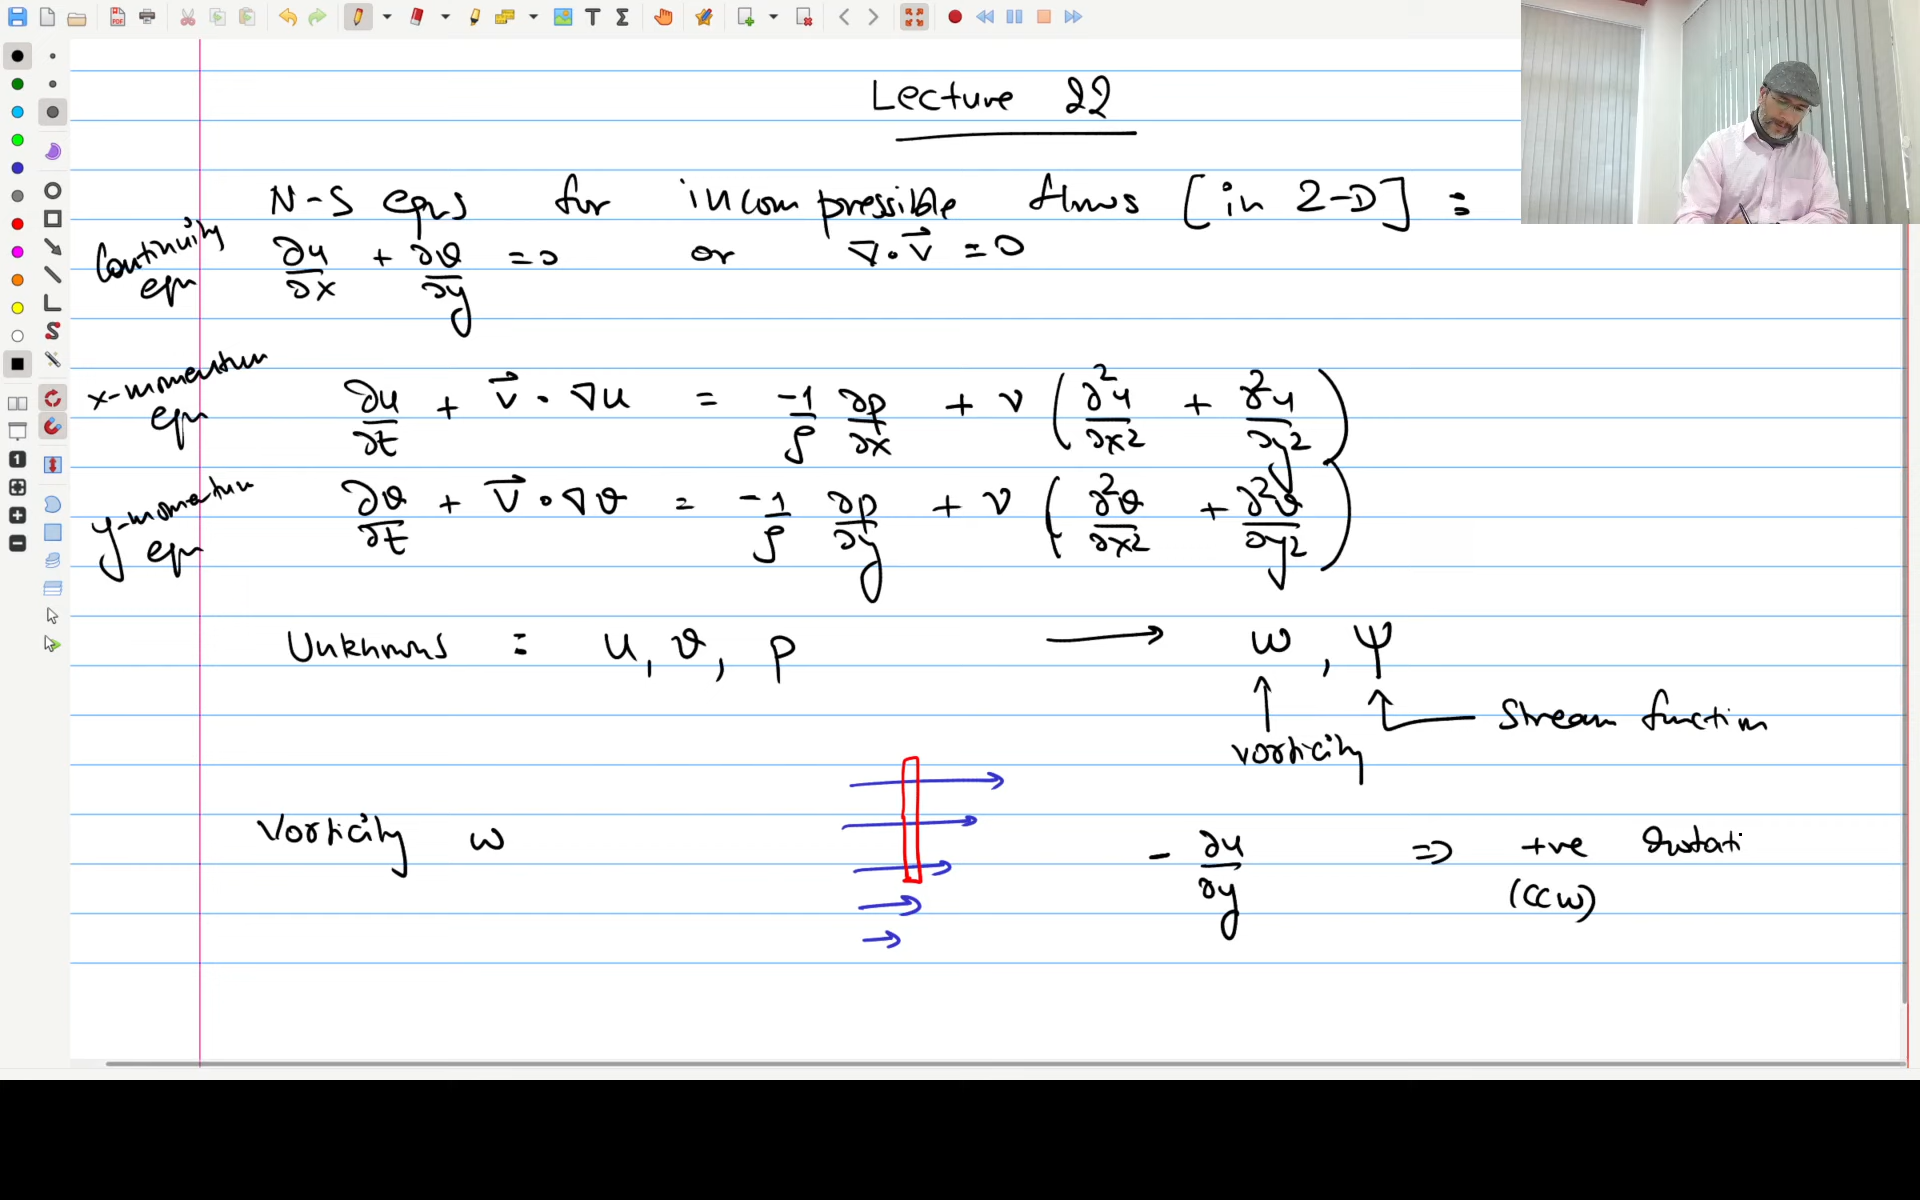 Lecture 22
N-S eqns for incompressible flows [in 2-D] :
Continuity eqn ∂u/∂x + ∂v/∂y = 0 or ∇·V⃗ = 0
x-momentum eqn ∂u/∂t + V⃗·∇u = -1/ρ ∂p/∂x + ν (∂²u/∂x² + ∂²u/∂y²)
y-momentum eqn ∂v/∂t + V⃗·∇v = -1/ρ ∂p/∂y + ν (∂²v/∂x² + ∂²v/∂y²)
Unknowns : u, v, p → ω, ψ
Stream function
vorticity
Vorticity ω - ∂u/∂y ⇒ +ve rotati
(CCW)